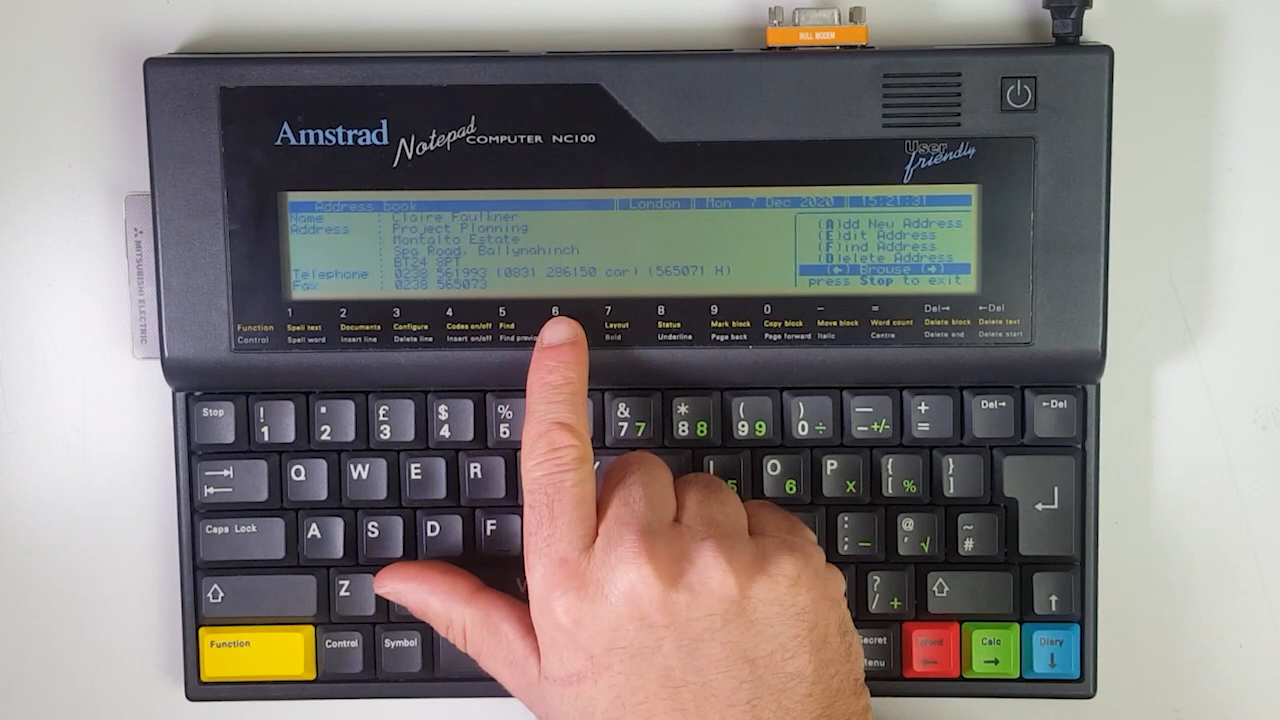 NULL MODEM
Amstrad Notepad COMPUTER NC100
User friendly
MITSUBISHI ELECTRIC
Address book London Mon 7 Dec 2020 15:21:31
Name : Claire Faulkner
Address : Project Planning
: Montalto Estate
: Spa Road, Ballynahinch
: BT24 8PT
Telephone : 0238 561993 (0831 286150 car) (565071 H)
Fax : 0238 565073
(A)dd New Address
(E)dit Address
(F)ind Address
(D)elete Address
(←) Browse (→)
press Stop to exit
1 2 3 4 5 6 7 8 9 0 − = Del→ ←Del
Function Spell text Documents Configure Codes on/off Find Layout Status Mark block Copy block Move block Word count Delete block Delete text
Control Spell word Insert line Delete line Insert on/off Find Bold Underline Page back Page forward Italic Centre Delete end Delete start
Stop ! 1 " 2 £ 3 $ 4 % 5 & 7 7 * 8 8 ( 9 9 ) 0 ÷ — - +/- + = Del→ ←Del
Q W E R 5 O 6 P x { [ % } ]
Caps Lock A S D F : ; − @ ' √ ~ #
Z ? / + ↑
Function Control Symbol Secret Menu Word ← Calc → Diary ↓